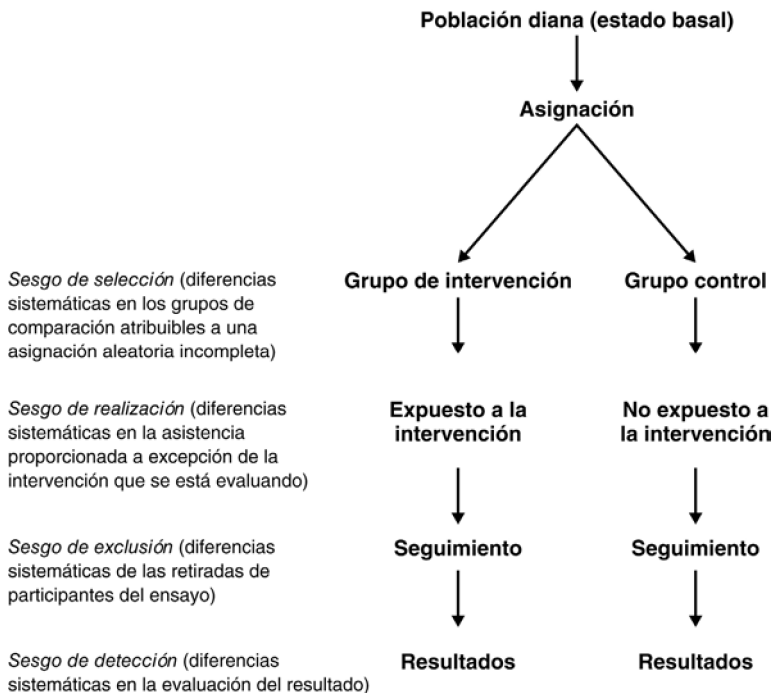 Población diana (estado basal)
Asignación
Sesgo de selección (diferencias
sistemáticas en los grupos de
comparación atribuibles a una
asignación aleatoria incompleta)
Grupo de intervención
Grupo control
Sesgo de realización (diferencias
sistemáticas en la asistencia
proporcionada a excepción de la
intervención que se está evaluando)
Expuesto a la
intervención
No expuesto a
la intervención
Sesgo de exclusión (diferencias
sistemáticas de las retiradas de
participantes del ensayo)
Seguimiento
Seguimiento
Sesgo de detección (diferencias
sistemáticas en la evaluación del resultado)
Resultados
Resultados